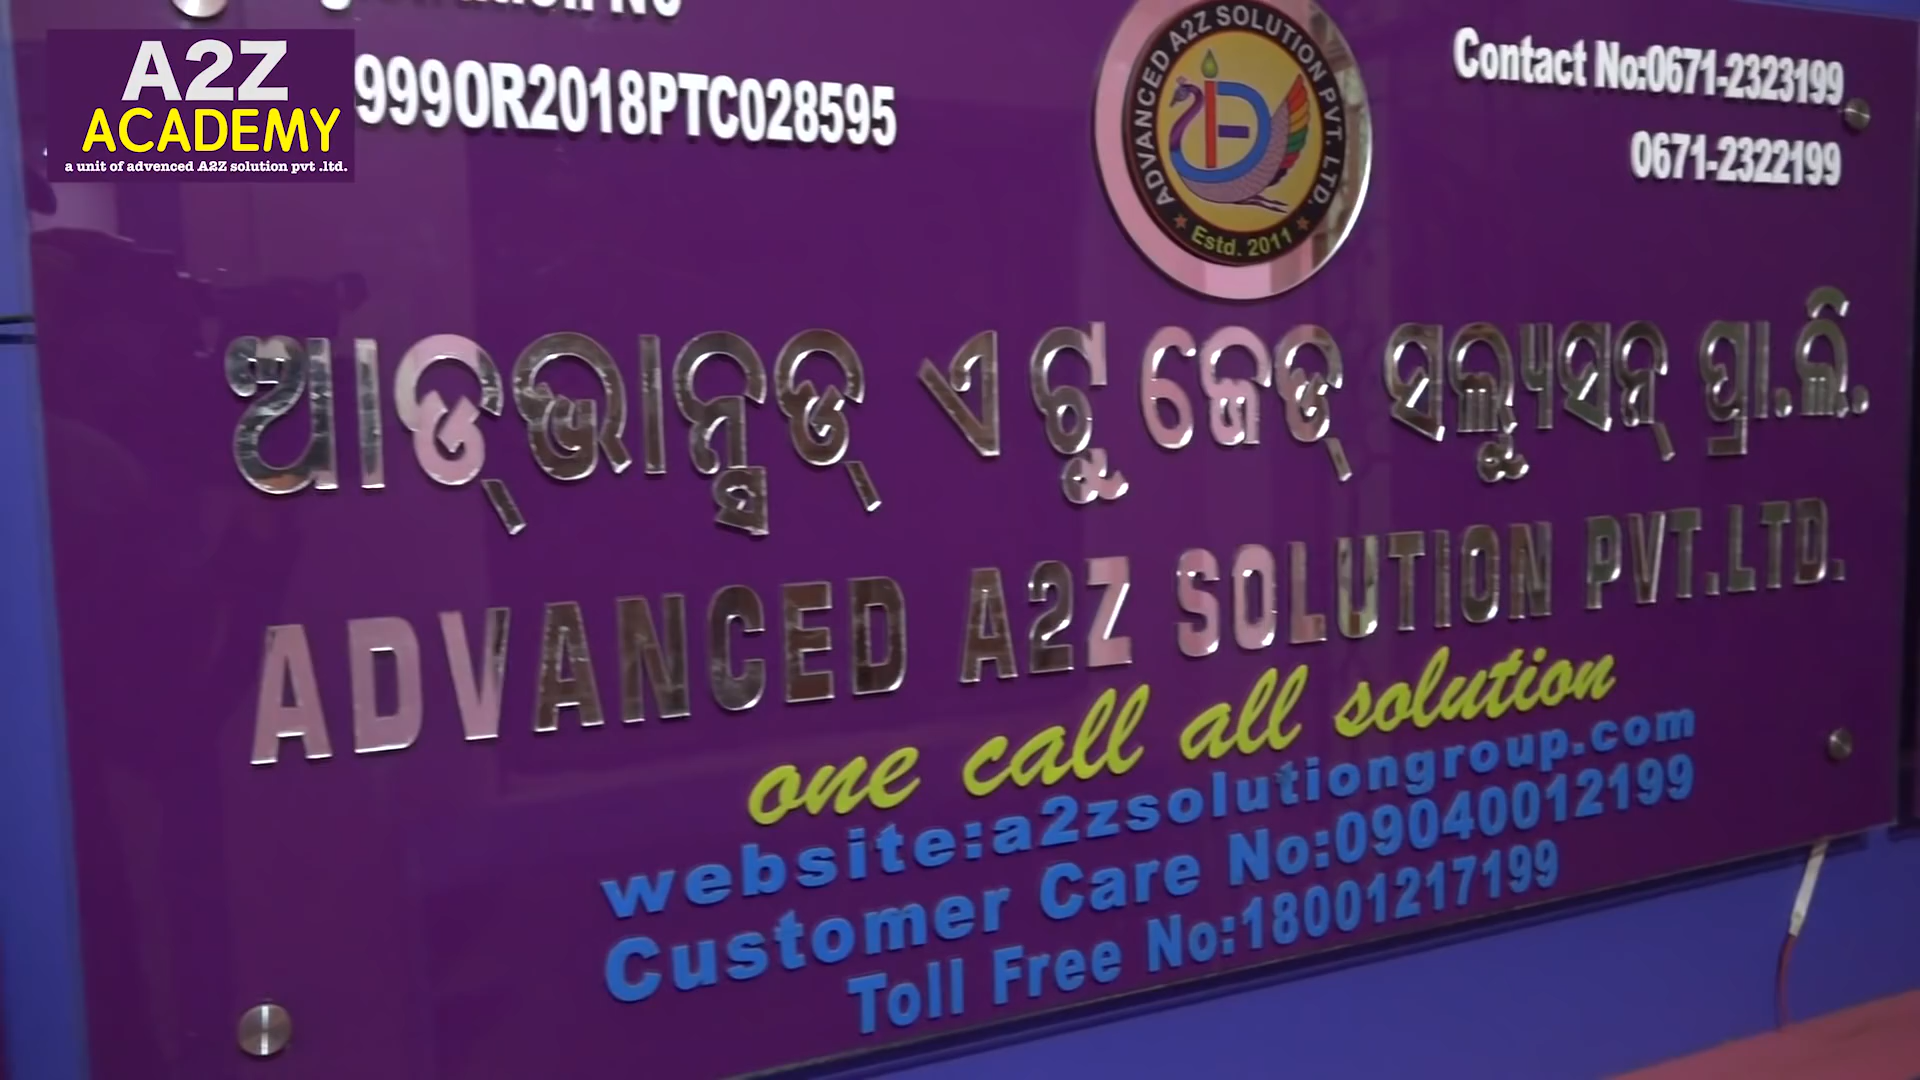 A2Z
ACADEMY
a unit of advenced A2Z solution pvt .ltd.
999OR2018PTC028595
ADVANCED A2Z SOLUTION PVT. LTD.
Estd. 2011
Contact No:0671-2323199
0671-2322199
ଆଡ୍‌ଭାନ୍ସଡ୍ ଏ ଟୁ ଜେଡ୍ ସଲ୍ୟୁସନ୍ ପ୍ରା.ଲି.
ADVANCED A2Z SOLUTION PVT.LTD.
one call all solution
website:a2zsolutiongroup.com
Customer Care No:09040012199
Toll Free No:18001217199